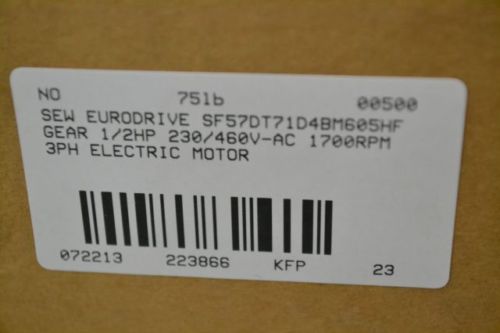 NO 75lb 00500
SEW EURODRIVE SF57DT71D4BM605HF
GEAR 1/2HP 230/460V-AC 1700RPM
3PH ELECTRIC MOTOR
072213 223866 KFP 23